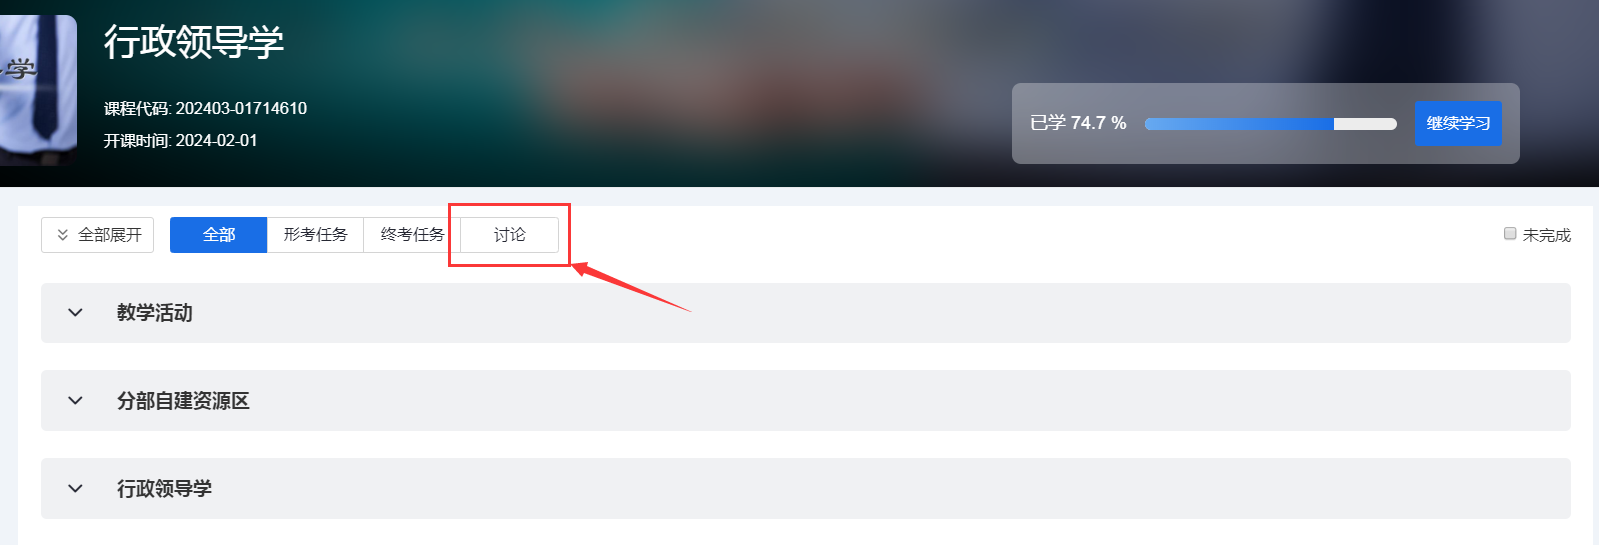 学
行政领导学
课程代码: 202403-01714610
开课时间: 2024-02-01
已学 74.7 %
继续学习
全部展开
全部
形考任务
终考任务
讨论
未完成
教学活动
分部自建资源区
行政领导学